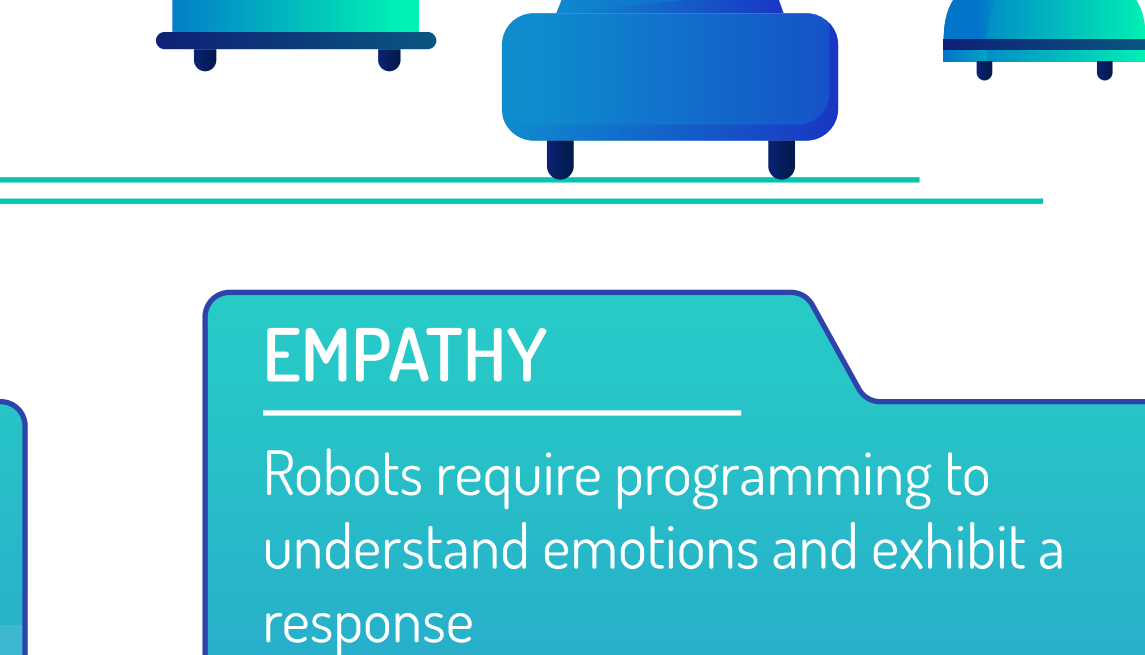 EMPATHY
Robots require programming to
understand emotions and exhibit a
response